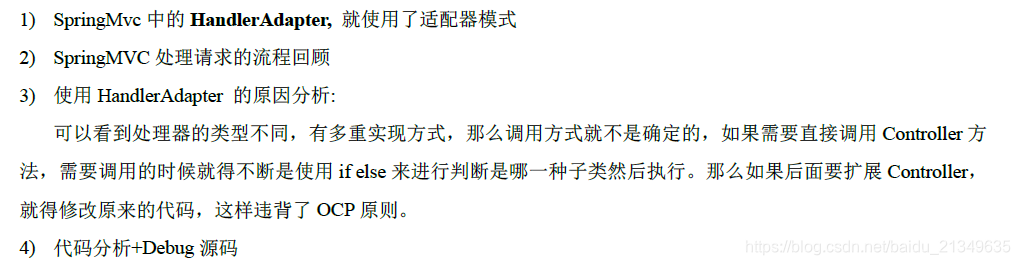 1) SpringMvc 中的 HandlerAdapter, 就使用了适配器模式
2) SpringMVC 处理请求的流程回顾
3) 使用 HandlerAdapter 的原因分析:
可以看到处理器的类型不同，有多重实现方式，那么调用方式就不是确定的，如果需要直接调用 Controller 方
法，需要调用的时候就得不断是使用 if else 来进行判断是哪一种子类然后执行。那么如果后面要扩展 Controller，
就得修改原来的代码，这样违背了 OCP 原则。
4) 代码分析+Debug 源码
https://blog.csdn.net/baidu_21349635